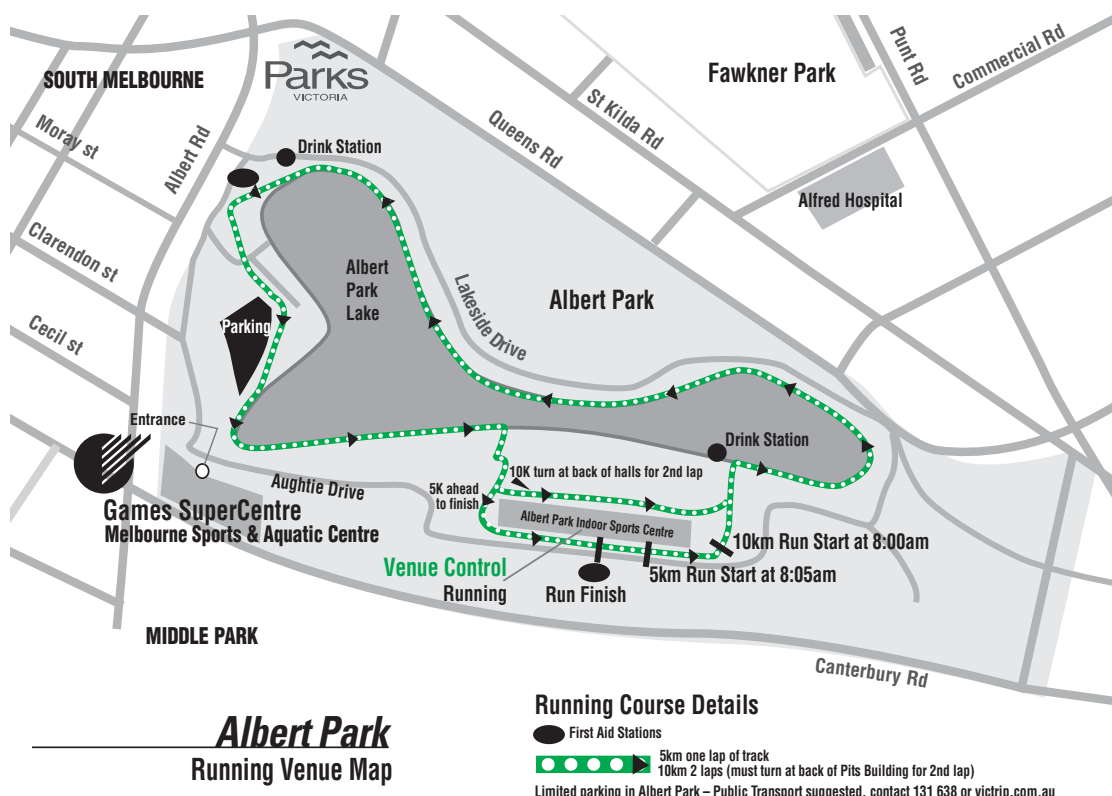 SOUTH MELBOURNE
Parks
VICTORIA
Fawkner Park
Punt Rd
Commercial Rd
Moray st
Albert Rd
Drink Station
Queens Rd
St Kilda Rd
Alfred Hospital
Clarendon st
Albert
Park
Lake
Lakeside Drive
Albert Park
Cecil st
Parking
Entrance
Drink Station
10K turn at back of halls for 2nd lap
5K ahead
to finish
Aughtie Drive
Games SuperCentre
Melbourne Sports & Aquatic Centre
Albert Park Indoor Sports Centre
10km Run Start at 8:00am
Venue Control
Running
5km Run Start at 8:05am
Run Finish
MIDDLE PARK
Canterbury Rd
Albert Park
Running Venue Map
Running Course Details
First Aid Stations
5km one lap of track
10km 2 laps (must turn at back of Pits Building for 2nd lap)
Limited parking in Albert Park – Public Transport suggested, contact 131 638 or victrip.com.au